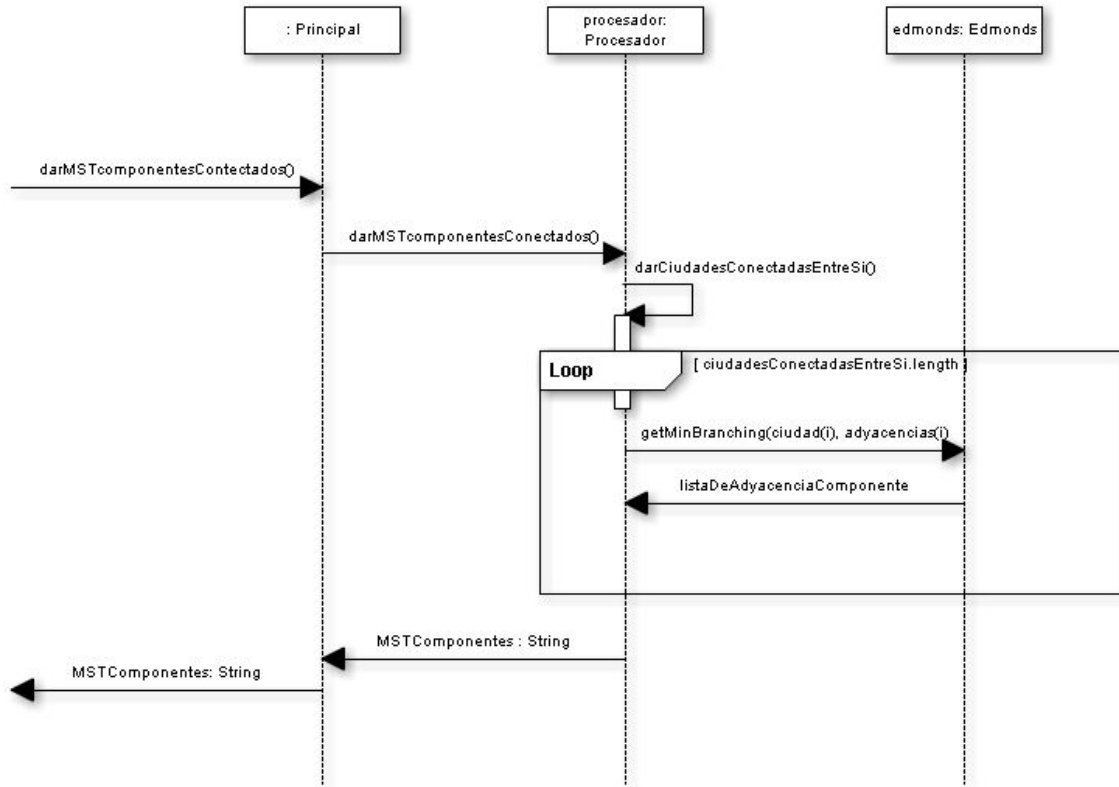 : Principal
procesador:
Procesador
edmonds: Edmonds
darMSTcomponentesContectados()
darMSTcomponentesConectados()
darCiudadesConectadasEntreSi()
Loop
[ ciudadesConectadasEntreSi.length ]
getMinBranching(ciudad(i), adyacencias(i)
listaDeAdyacenciaComponente
MSTComponentes : String
MSTComponentes: String